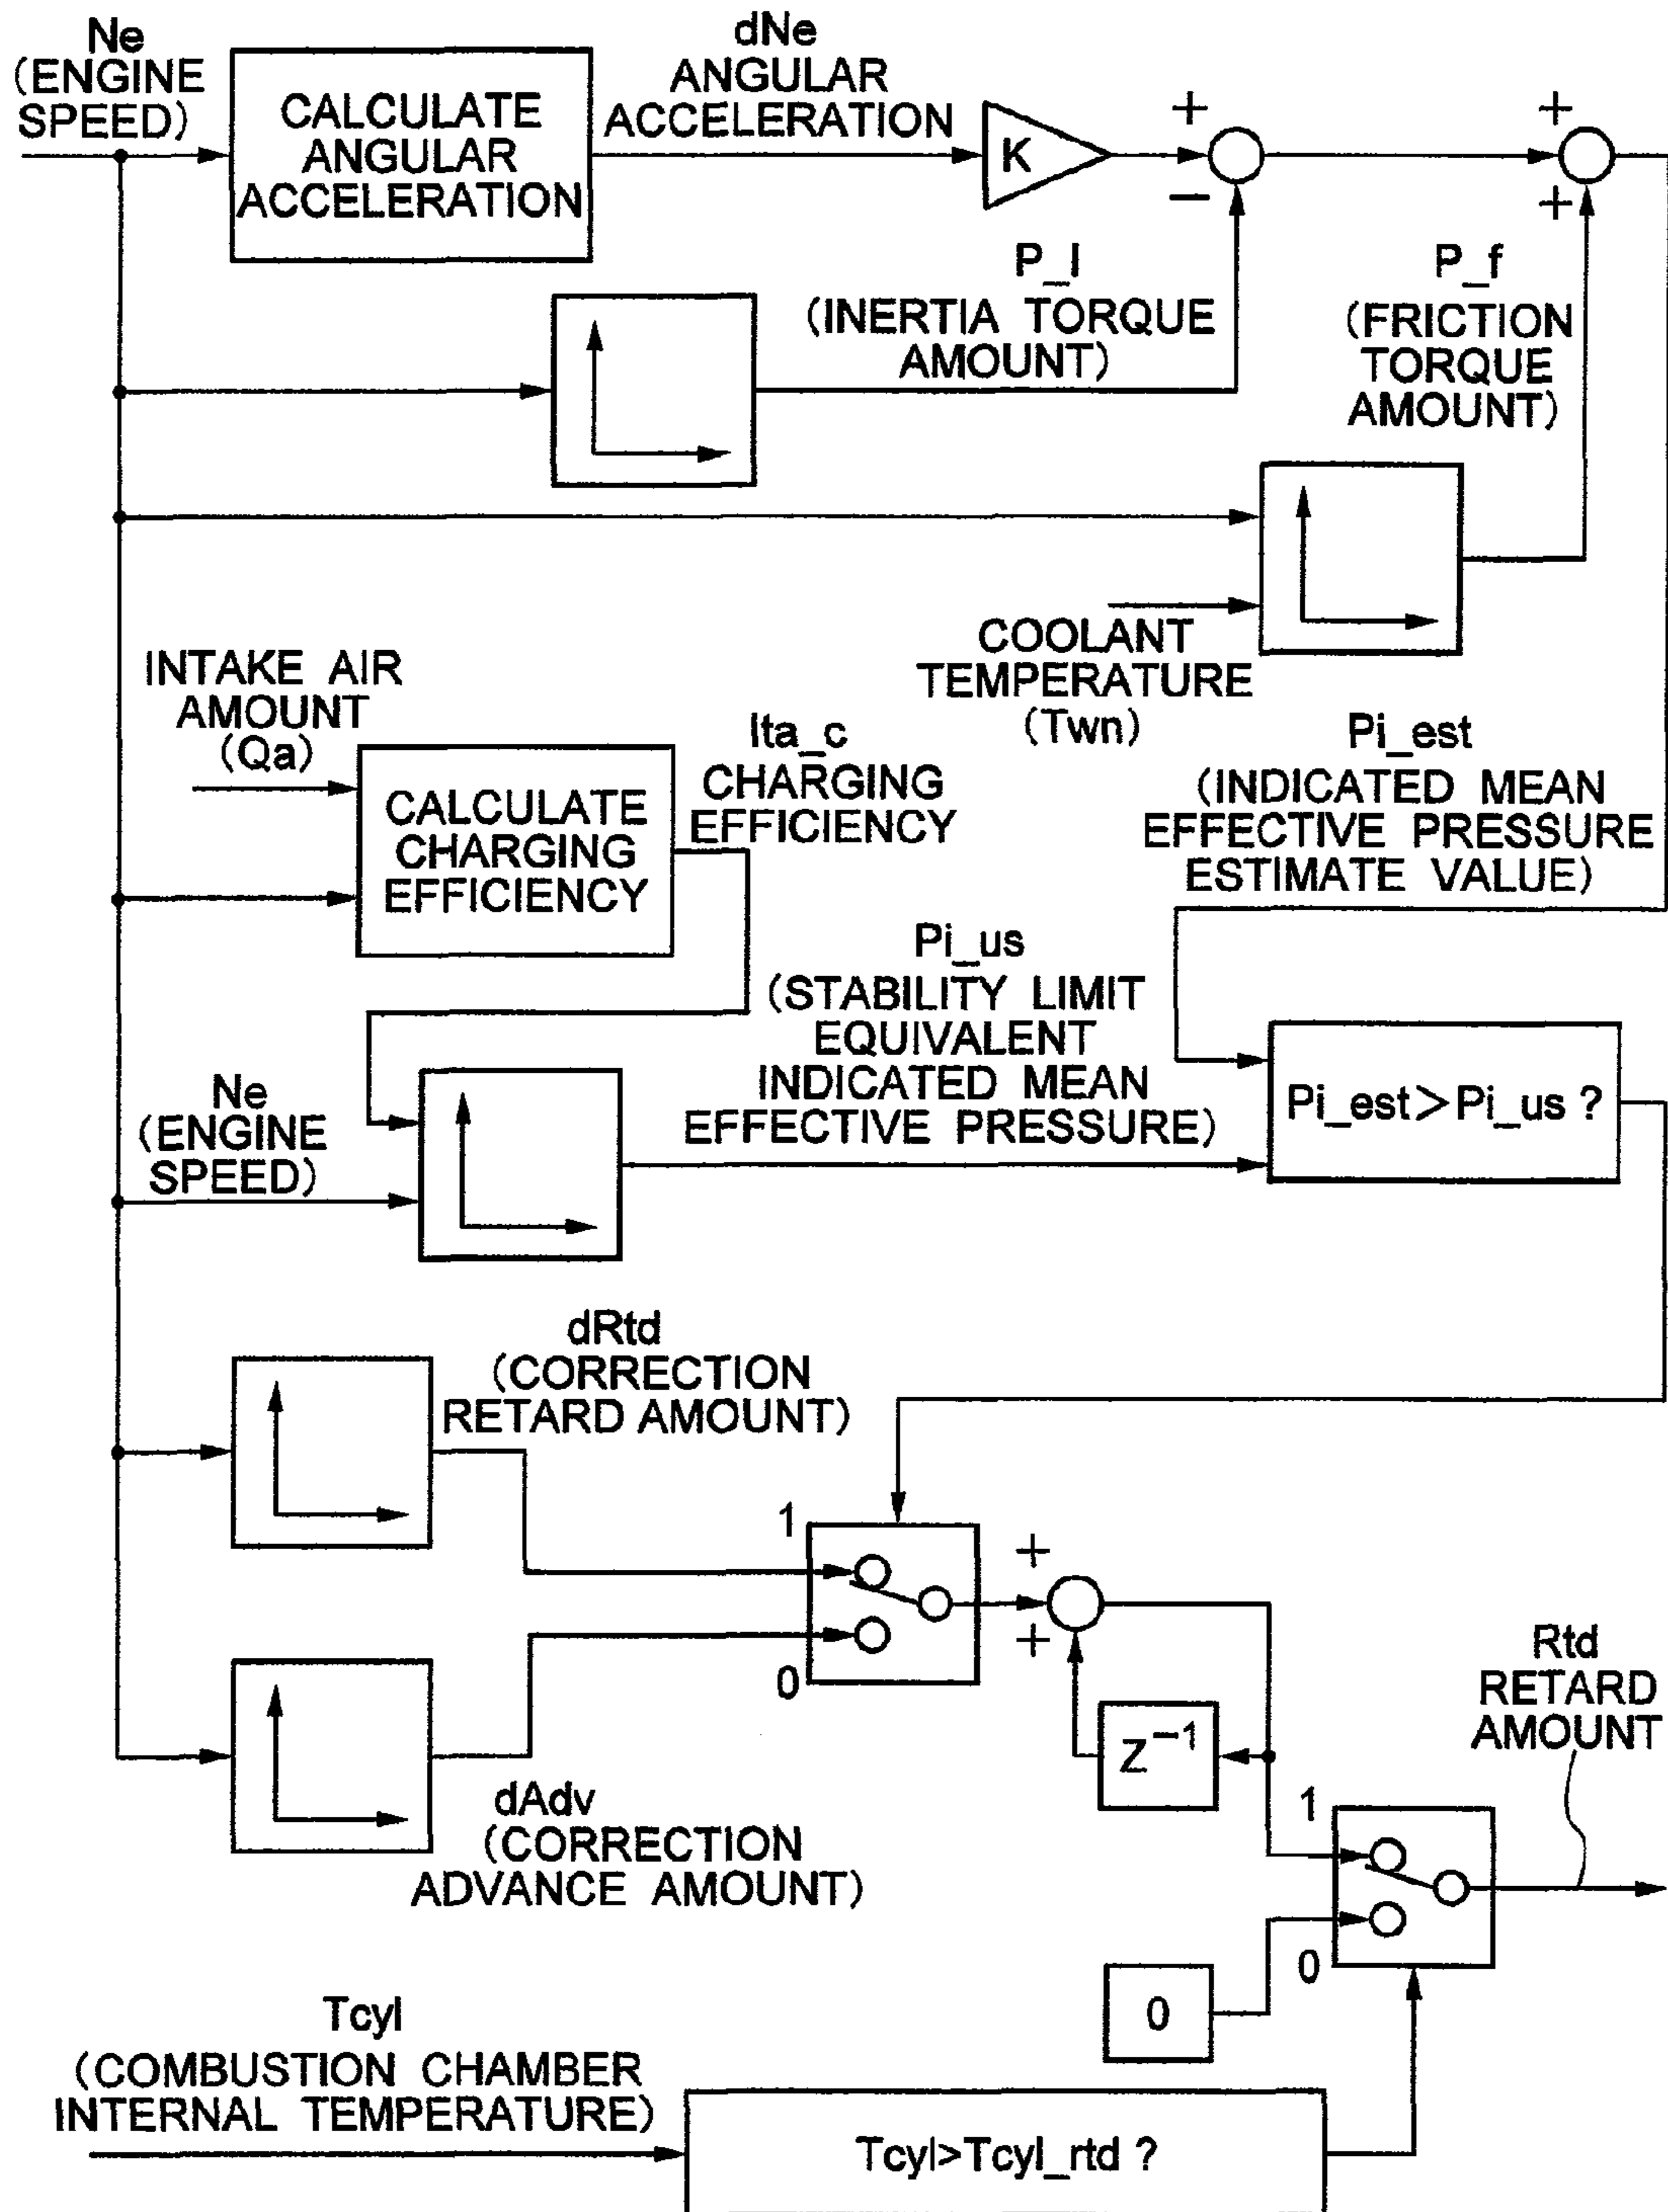 Ne
(ENGINE
SPEED)
CALCULATE
ANGULAR
ACCELERATION
dNe
ANGULAR
ACCELERATION
K
+
−
+
+
P_I
(INERTIA TORQUE
AMOUNT)
P_f
(FRICTION
TORQUE
AMOUNT)
COOLANT
TEMPERATURE
(Twn)
INTAKE AIR
AMOUNT
(Qa)
CALCULATE
CHARGING
EFFICIENCY
Ita_c
CHARGING
EFFICIENCY
Pi_est
(INDICATED MEAN
EFFECTIVE PRESSURE
ESTIMATE VALUE)
Pi_us
(STABILITY LIMIT
EQUIVALENT
INDICATED MEAN
EFFECTIVE PRESSURE)
Ne
(ENGINE
SPEED)
Pi_est>Pi_us ?
dRtd
(CORRECTION
RETARD AMOUNT)
1
0
+
+
Z⁻¹
dAdv
(CORRECTION
ADVANCE AMOUNT)
Rtd
RETARD
AMOUNT
1
0
0
Tcyl
(COMBUSTION CHAMBER
INTERNAL TEMPERATURE)
Tcyl>Tcyl_rtd ?